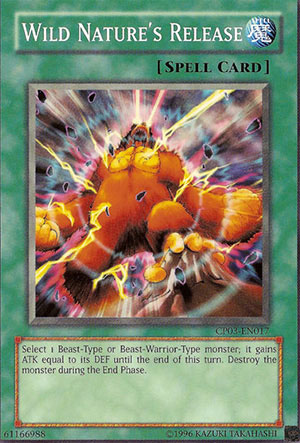 WILD NATURE'S RELEASE 魔
[SPELL CARD]
CP03-EN017
Select 1 Beast-Type or Beast-Warrior-Type monster; it gains
ATK equal to its DEF until the end of this turn. Destroy the
monster during the End Phase.
61166988 ©1996 KAZUKI TAKAHASHI